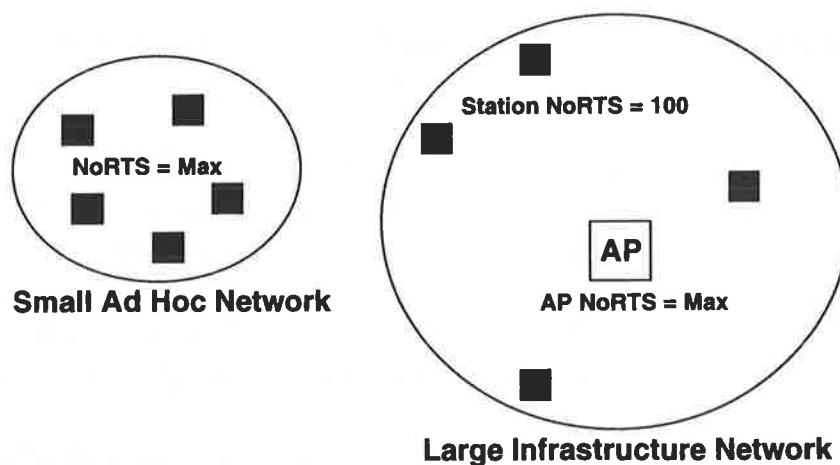 NoRTS = Max
Small Ad Hoc Network
Station NoRTS = 100
AP
AP NoRTS = Max
Large Infrastructure Network